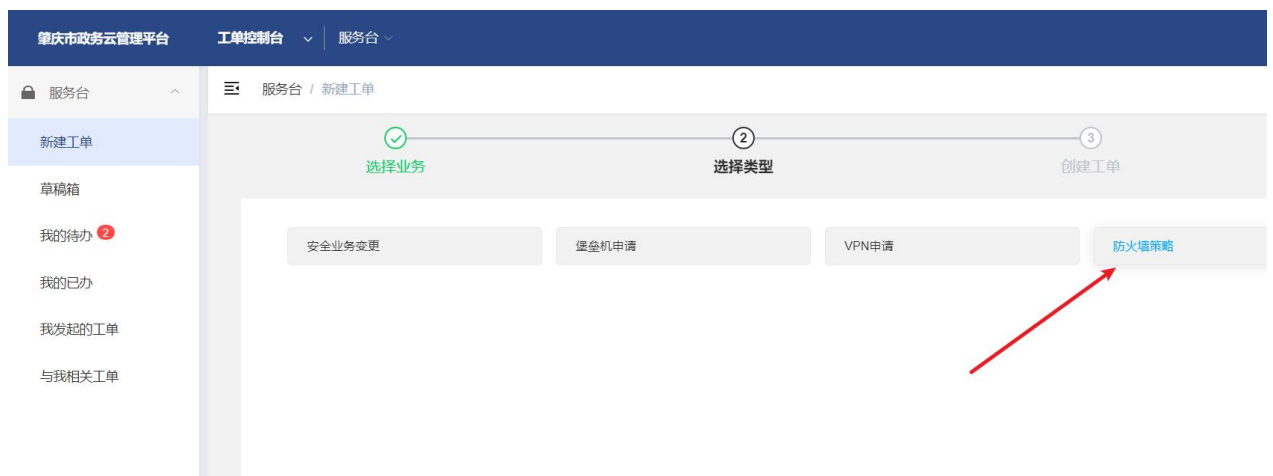 肇庆市政务云管理平台 工单控制台 服务台
服务台
服务台 / 新建工单
新建工单
草稿箱
我的待办 2
我的已办
我发起的工单
与我相关工单
选择业务
2
选择类型
3
创建工单
安全业务变更 堡垒机申请 VPN申请 防火墙策略